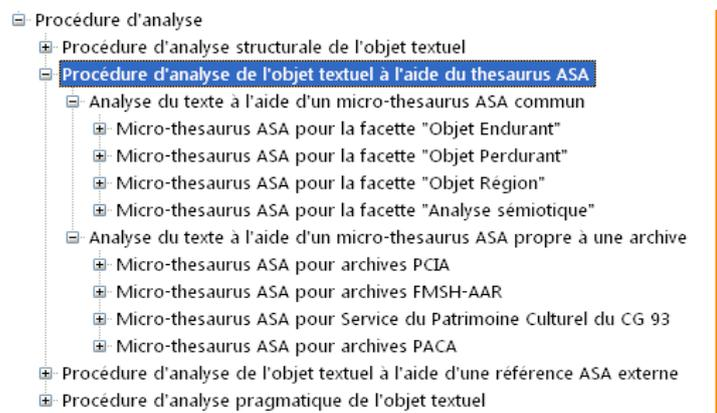 Procédure d'analyse
Procédure d'analyse structurale de l'objet textuel
Procédure d'analyse de l'objet textuel à l'aide du thesaurus ASA
Analyse du texte à l'aide d'un micro-thesaurus ASA commun
Micro-thesaurus ASA pour la facette "Objet Endurant"
Micro-thesaurus ASA pour la facette "Objet Perdurant"
Micro-thesaurus ASA pour la facette "Objet Région"
Micro-thesaurus ASA pour la facette "Analyse sémiotique"
Analyse du texte à l'aide d'un micro-thesaurus ASA propre à une archive
Micro-thesaurus ASA pour archives PCIA
Micro-thesaurus ASA pour archives FMSH-AAR
Micro-thesaurus ASA pour Service du Patrimoine Culturel du CG 93
Micro-thesaurus ASA pour archives PACA
Procédure d'analyse de l'objet textuel à l'aide d'une référence ASA externe
Procédure d'analyse pragmatique de l'objet textuel